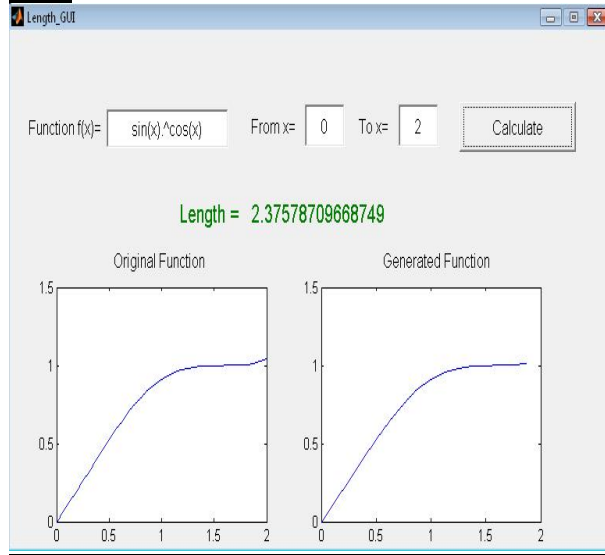 Length_GUI
Function f(x)= sin(x).^cos(x) From x= 0 To x= 2 Calculate
Length = 2.37578709668749
Original Function Generated Function
1.5 1.5
1 1
0.5 0.5
0 0
0 0.5 1 1.5 2 0 0.5 1 1.5 2